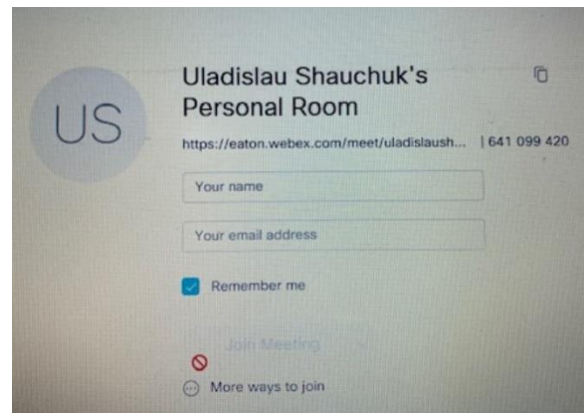 US
Uladislau Shauchuk's
Personal Room
https://eaton.webex.com/meet/uladislaush... | 641 099 420
Your name
Your email address
Remember me
Join Meeting
More ways to join